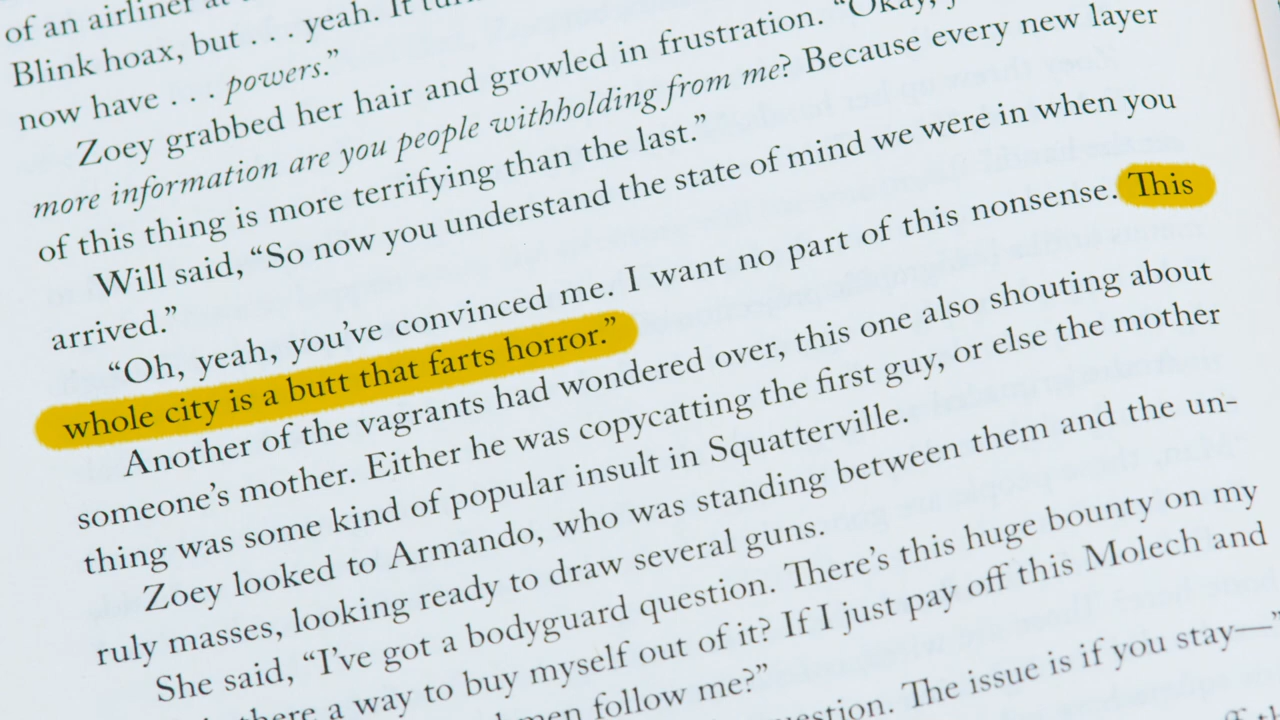 of an airliner at
Blink hoax, but . . . yeah. It
now have . . . powers.”
Zoey grabbed her hair and growled in frustration. “Okay,
more information are you people withholding from me? Because every new layer
of this thing is more terrifying than the last.”
Will said, “So now you understand the state of mind we were in when you
arrived.”
“Oh, yeah, you’ve convinced me. I want no part of this nonsense. This
whole city is a butt that farts horror.”
Another of the vagrants had wondered over, this one also shouting about
someone’s mother. Either he was copycatting the first guy, or else the mother
thing was some kind of popular insult in Squatterville.
Zoey looked to Armando, who was standing between them and the un-
ruly masses, looking ready to draw several guns.
She said, “I’ve got a bodyguard question. There’s this huge bounty on my
there a way to buy myself out of it? If I just pay off this Molech and
men follow me?”
The issue is if you stay—”